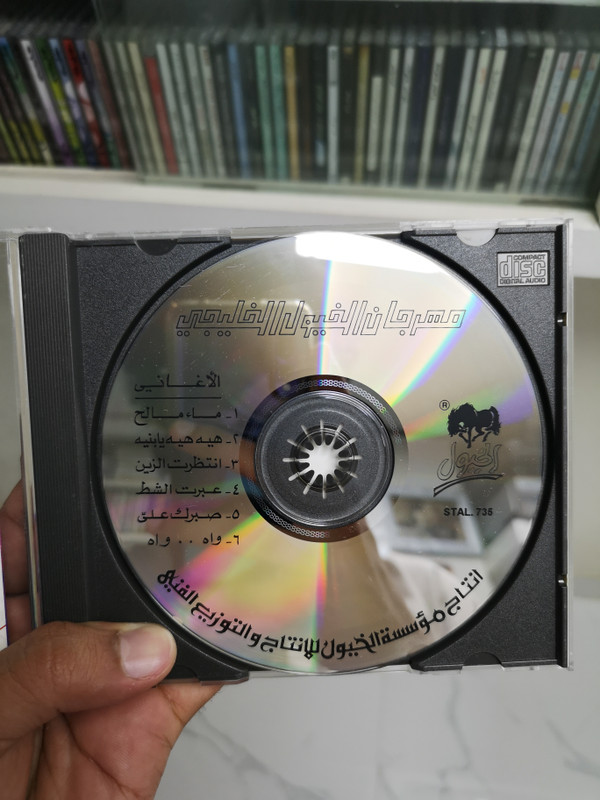 COMPACT
disc
DIGITAL AUDIO
مهرجان الخيول الخليجي
الأغاني
١- ماء مالح
٢- هيه هيه يابنيه
٣- انتظرت الزين
٤- عبرت الشط
٥- صبرك علي
٦- واه .. واه
®
الخيول
STAL. 735
انتاج مؤسسة الخيول للإنتاج والتوزيع الفني